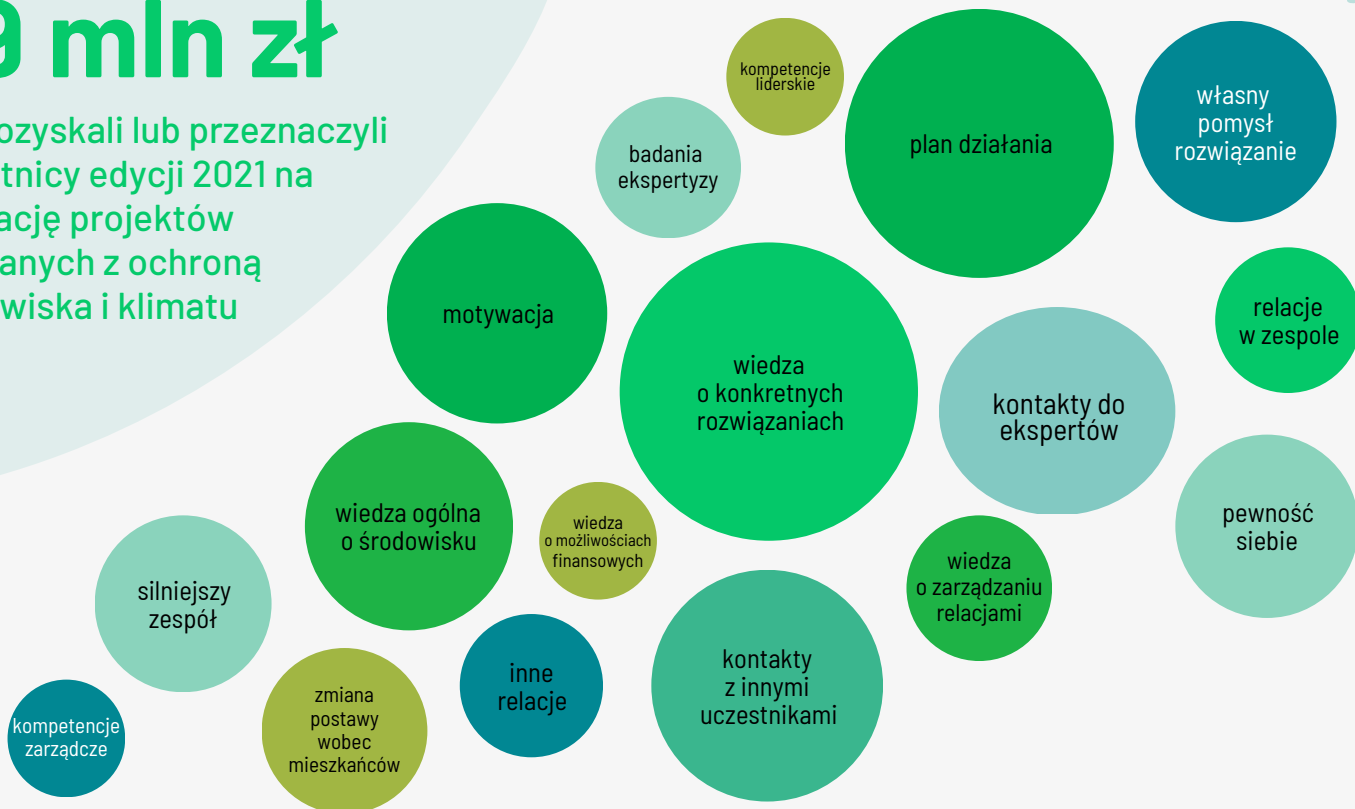 9 mln zł
ozyskali lub przeznaczyli
tnicy edycji 2021 na
ację projektów
anych z ochroną
wiska i klimatu
kompetencje
liderskie
plan działania
własny
pomysł
rozwiązanie
badania
ekspertyzy
motywacja
wiedza
o konkretnych
rozwiązaniach
kontakty do
ekspertów
relacje
w zespole
wiedza ogólna
o środowisku
wiedza
o możliwościach
finansowych
pewność
siebie
silniejszy
zespół
wiedza
o zarządzaniu
relacjami
inne
relacje
kontakty
z innymi
uczestnikami
zmiana
postawy
wobec
mieszkańców
kompetencje
zarządcze